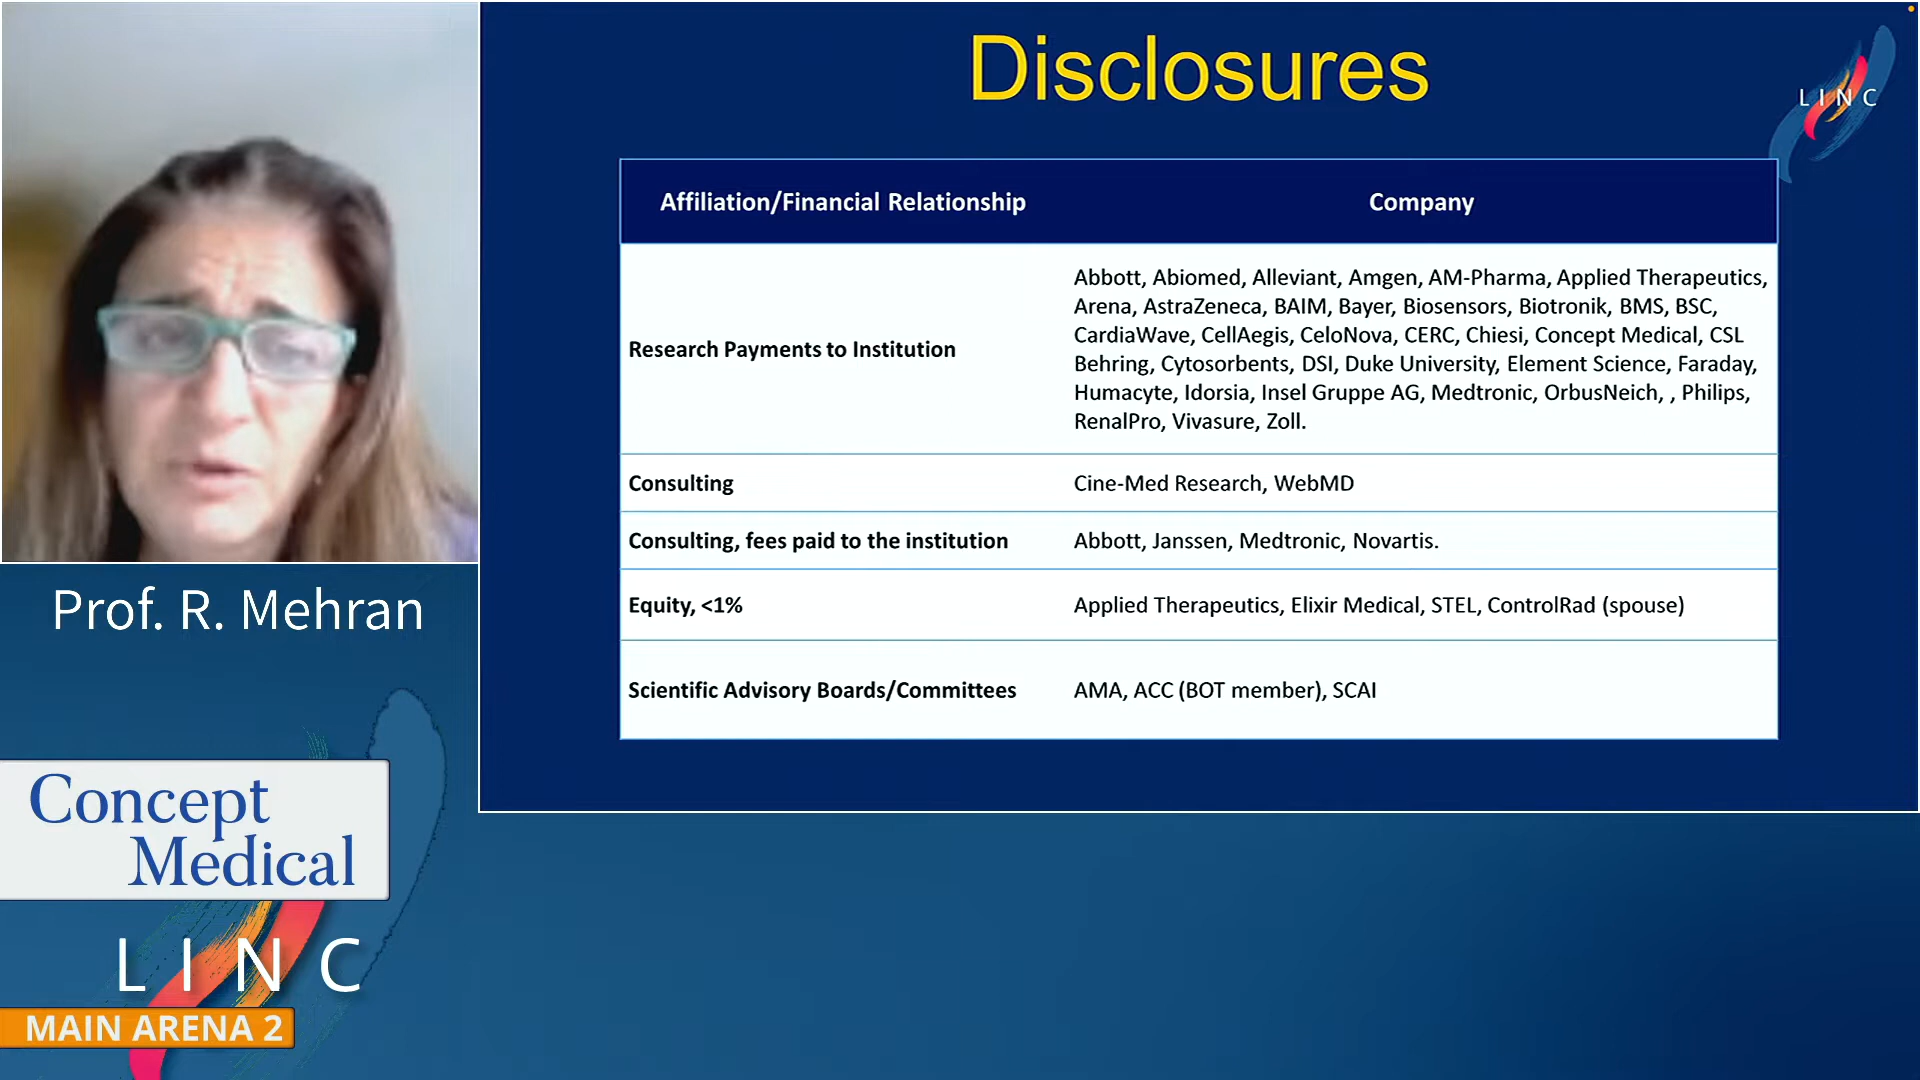 Disclosures
LINC
Affiliation/Financial Relationship
Company
Research Payments to Institution
Abbott, Abiomed, Alleviant, Amgen, AM-Pharma, Applied Therapeutics,
Arena, AstraZeneca, BAIM, Bayer, Biosensors, Biotronik, BMS, BSC,
CardiaWave, CellAegis, CeloNova, CERC, Chiesi, Concept Medical, CSL
Behring, Cytosorbents, DSI, Duke University, Element Science, Faraday,
Humacyte, Idorsia, Insel Gruppe AG, Medtronic, OrbusNeich, , Philips,
RenalPro, Vivasure, Zoll.
Consulting
Cine-Med Research, WebMD
Consulting, fees paid to the institution
Abbott, Janssen, Medtronic, Novartis.
Equity, <1%
Applied Therapeutics, Elixir Medical, STEL, ControlRad (spouse)
Scientific Advisory Boards/Committees
AMA, ACC (BOT member), SCAI
Prof. R. Mehran
Concept
Medical
LINC
MAIN ARENA 2